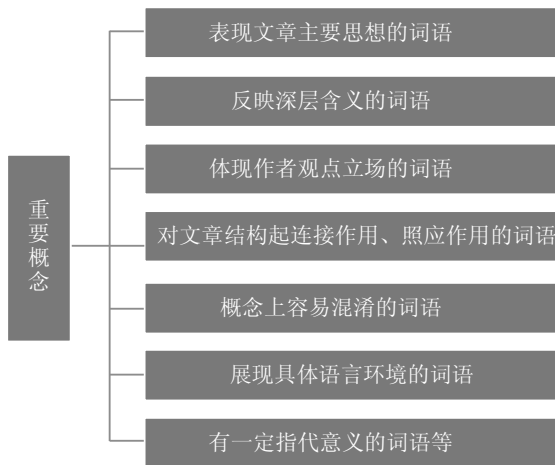 表现文章主要思想的词语
反映深层含义的词语
体现作者观点立场的词语
重要概念
对文章结构起连接作用、照应作用的词语
概念上容易混淆的词语
展现具体语言环境的词语
有一定指代意义的词语等